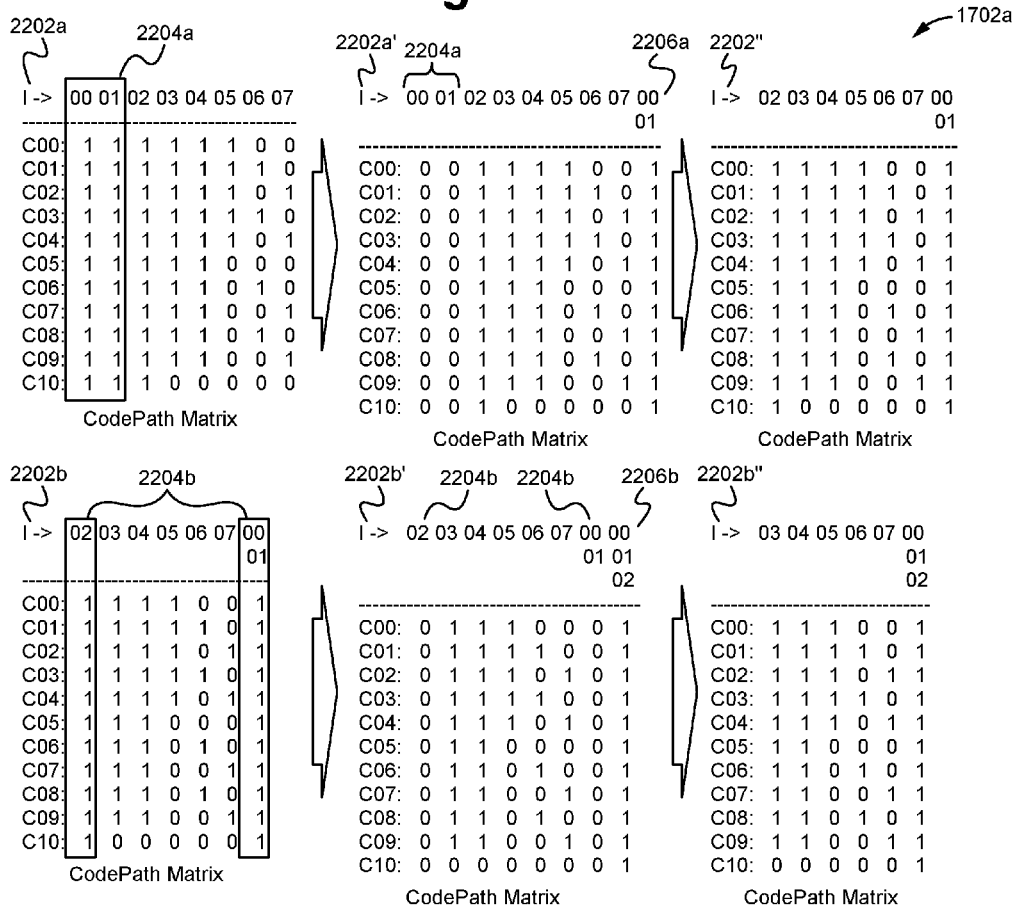 1702a
2202a 2204a
2202a' 2204a 2206a 2202"
I -> 00 01 02 03 04 05 06 07
C00: 1 1 1 1 1 1 0 0
C01: 1 1 1 1 1 1 1 0
C02: 1 1 1 1 1 1 0 1
C03: 1 1 1 1 1 1 1 0
C04: 1 1 1 1 1 1 0 1
C05: 1 1 1 1 1 0 0 0
C06: 1 1 1 1 1 0 1 0
C07: 1 1 1 1 1 0 0 1
C08: 1 1 1 1 1 0 1 0
C09: 1 1 1 1 1 0 0 1
C10: 1 1 1 0 0 0 0 0
CodePath Matrix
I -> 00 01 02 03 04 05 06 07 00
01
C00: 0 0 1 1 1 1 0 0 1
C01: 0 0 1 1 1 1 1 0 1
C02: 0 0 1 1 1 1 0 1 1
C03: 0 0 1 1 1 1 1 0 1
C04: 0 0 1 1 1 1 0 1 1
C05: 0 0 1 1 1 0 0 0 1
C06: 0 0 1 1 1 0 1 0 1
C07: 0 0 1 1 1 0 0 1 1
C08: 0 0 1 1 1 0 1 0 1
C09: 0 0 1 1 1 0 0 1 1
C10: 0 0 1 0 0 0 0 0 1
CodePath Matrix
I -> 02 03 04 05 06 07 00
01
C00: 1 1 1 1 0 0 1
C01: 1 1 1 1 1 0 1
C02: 1 1 1 1 0 1 1
C03: 1 1 1 1 1 0 1
C04: 1 1 1 1 0 1 1
C05: 1 1 1 0 0 0 1
C06: 1 1 1 0 1 0 1
C07: 1 1 1 0 0 1 1
C08: 1 1 1 0 1 0 1
C09: 1 1 1 0 0 1 1
C10: 1 0 0 0 0 0 1
CodePath Matrix
2202b 2204b
2202b' 2204b 2204b 2206b 2202b"
I -> 02 03 04 05 06 07 00
01
C00: 1 1 1 1 0 0 1
C01: 1 1 1 1 1 0 1
C02: 1 1 1 1 0 1 1
C03: 1 1 1 1 1 0 1
C04: 1 1 1 1 0 1 1
C05: 1 1 1 0 0 0 1
C06: 1 1 1 0 1 0 1
C07: 1 1 1 0 0 1 1
C08: 1 1 1 0 1 0 1
C09: 1 1 1 0 0 1 1
C10: 1 0 0 0 0 0 1
CodePath Matrix
I -> 02 03 04 05 06 07 00 00
01 01
02
C00: 0 1 1 1 0 0 0 1
C01: 0 1 1 1 1 0 0 1
C02: 0 1 1 1 0 1 0 1
C03: 0 1 1 1 1 0 0 1
C04: 0 1 1 1 0 1 0 1
C05: 0 1 1 0 0 0 0 1
C06: 0 1 1 0 1 0 0 1
C07: 0 1 1 0 0 1 0 1
C08: 0 1 1 0 1 0 0 1
C09: 0 1 1 0 0 1 0 1
C10: 0 0 0 0 0 0 0 1
CodePath Matrix
I -> 03 04 05 06 07 00
01
02
C00: 1 1 1 0 0 1
C01: 1 1 1 1 0 1
C02: 1 1 1 0 1 1
C03: 1 1 1 1 0 1
C04: 1 1 1 0 1 1
C05: 1 1 0 0 0 1
C06: 1 1 0 1 0 1
C07: 1 1 0 0 1 1
C08: 1 1 0 1 0 1
C09: 1 1 0 0 1 1
C10: 0 0 0 0 0 1
CodePath Matrix